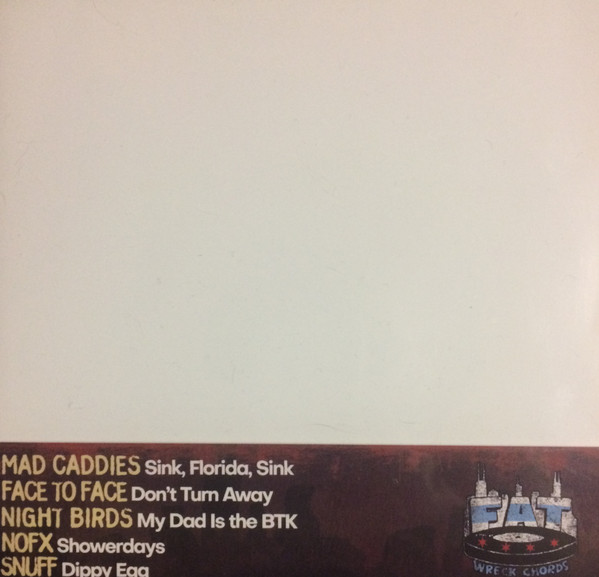 MAD CADDIES Sink, Florida, Sink
FACE TO FACE Don't Turn Away
NIGHT BIRDS My Dad Is the BTK
NOFX Showerdays
SNUFF Dippy Egg
FAT
WRECK CHORDS